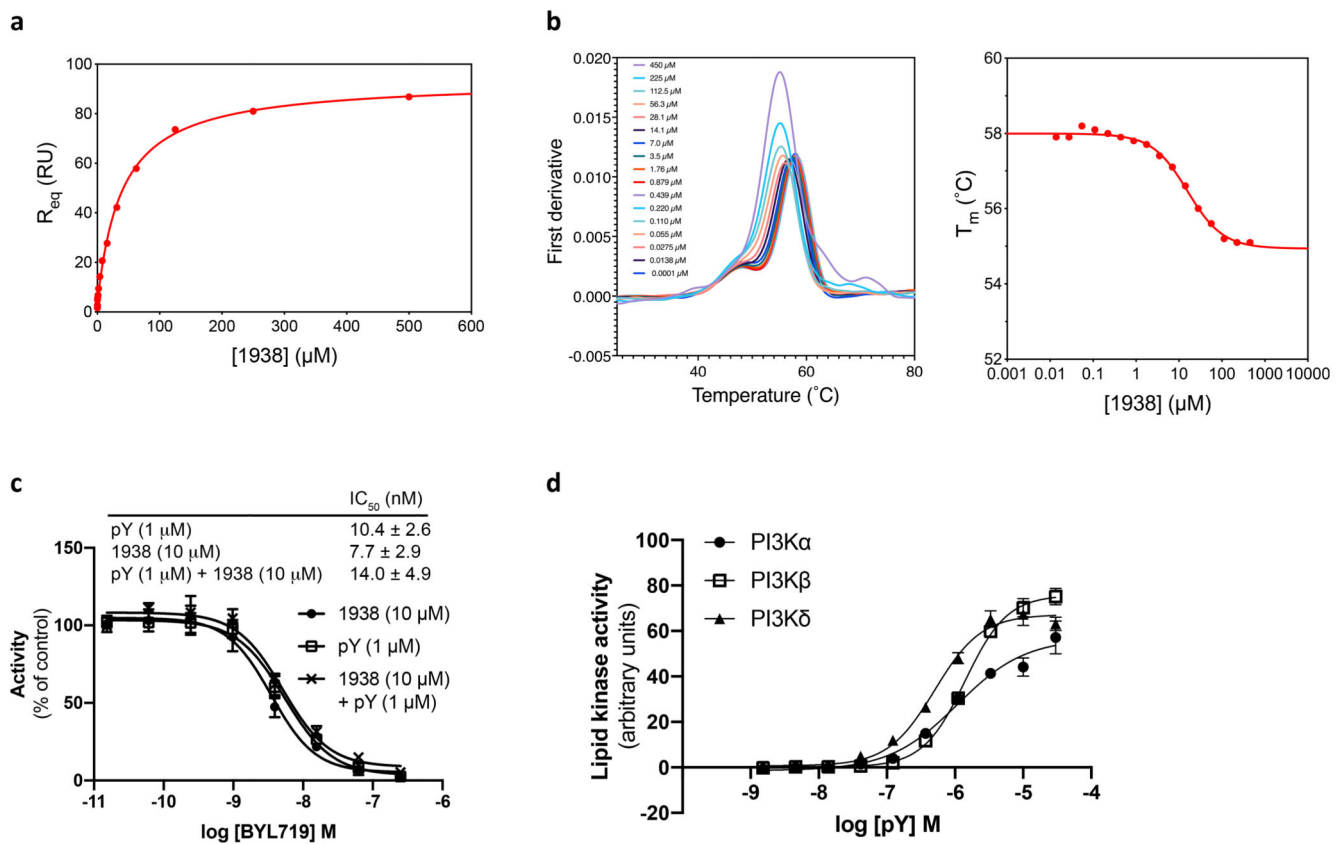 a
100
80
60
40
20
0
R_eq (RU)
0 100 200 300 400 500 600
[1938] (µM)
b
0.020
0.015
0.010
0.005
0.000
-0.005
First derivative
450 µM
225 µM
112.5 µM
56.3 µM
28.1 µM
14.1 µM
7.0 µM
3.5 µM
1.76 µM
0.879 µM
0.439 µM
0.220 µM
0.110 µM
0.055 µM
0.0275 µM
0.0138 µM
0.0001 µM
40 60 80
Temperature (˚C)
60
58
56
54
52
T_m (˚C)
0.001 0.01 0.1 1 10 100 1000 10000
[1938] (µM)
c
IC_50 (nM)
pY (1 µM) 10.4 ± 2.6
1938 (10 µM) 7.7 ± 2.9
pY (1 µM) + 1938 (10 µM) 14.0 ± 4.9
150
100
50
0
Activity
(% of control)
1938 (10 µM)
pY (1 µM)
1938 (10 µM)
+ pY (1 µM)
-11 -10 -9 -8 -7 -6
log [BYL719] M
d
100
80
60
40
20
0
-20
Lipid kinase activity
(arbitrary units)
PI3Kα
PI3Kβ
PI3Kδ
-9 -8 -7 -6 -5 -4
log [pY] M